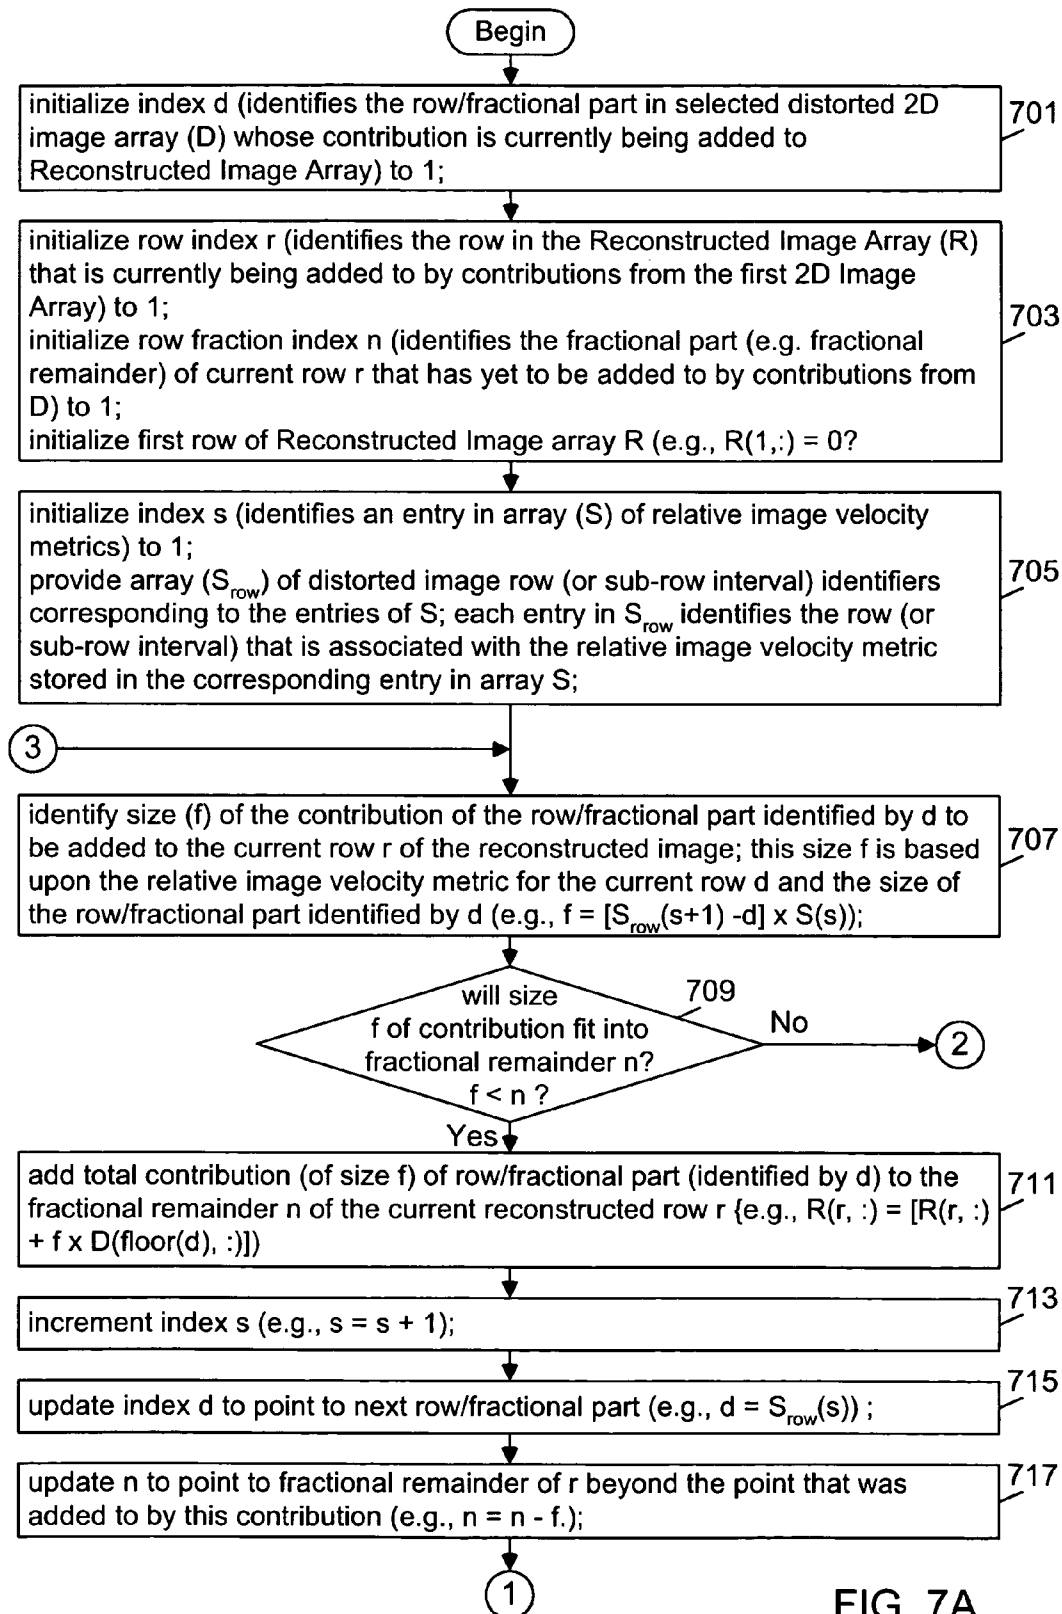 Begin
initialize index d (identifies the row/fractional part in selected distorted 2D
image array (D) whose contribution is currently being added to
Reconstructed Image Array) to 1;
701
initialize row index r (identifies the row in the Reconstructed Image Array (R)
that is currently being added to by contributions from the first 2D Image
Array) to 1;
initialize row fraction index n (identifies the fractional part (e.g. fractional
remainder) of current row r that has yet to be added to by contributions from
D) to 1;
initialize first row of Reconstructed Image array R (e.g., R(1,:) = 0?
703
initialize index s (identifies an entry in array (S) of relative image velocity
metrics) to 1;
provide array (Srow) of distorted image row (or sub-row interval) identifiers
corresponding to the entries of S; each entry in Srow identifies the row (or
sub-row interval) that is associated with the relative image velocity metric
stored in the corresponding entry in array S;
705
3
identify size (f) of the contribution of the row/fractional part identified by d to
be added to the current row r of the reconstructed image; this size f is based
upon the relative image velocity metric for the current row d and the size of
the row/fractional part identified by d (e.g., f = [Srow(s+1) -d] x S(s));
707
will size
f of contribution fit into
fractional remainder n?
f < n ?
709
No
2
Yes
add total contribution (of size f) of row/fractional part (identified by d) to the
fractional remainder n of the current reconstructed row r {e.g., R(r, :) = [R(r, :)
+ f x D(floor(d), :)])
711
increment index s (e.g., s = s + 1);
713
update index d to point to next row/fractional part (e.g., d = Srow(s)) ;
715
update n to point to fractional remainder of r beyond the point that was
added to by this contribution (e.g., n = n - f.);
717
1
FIG. 7A